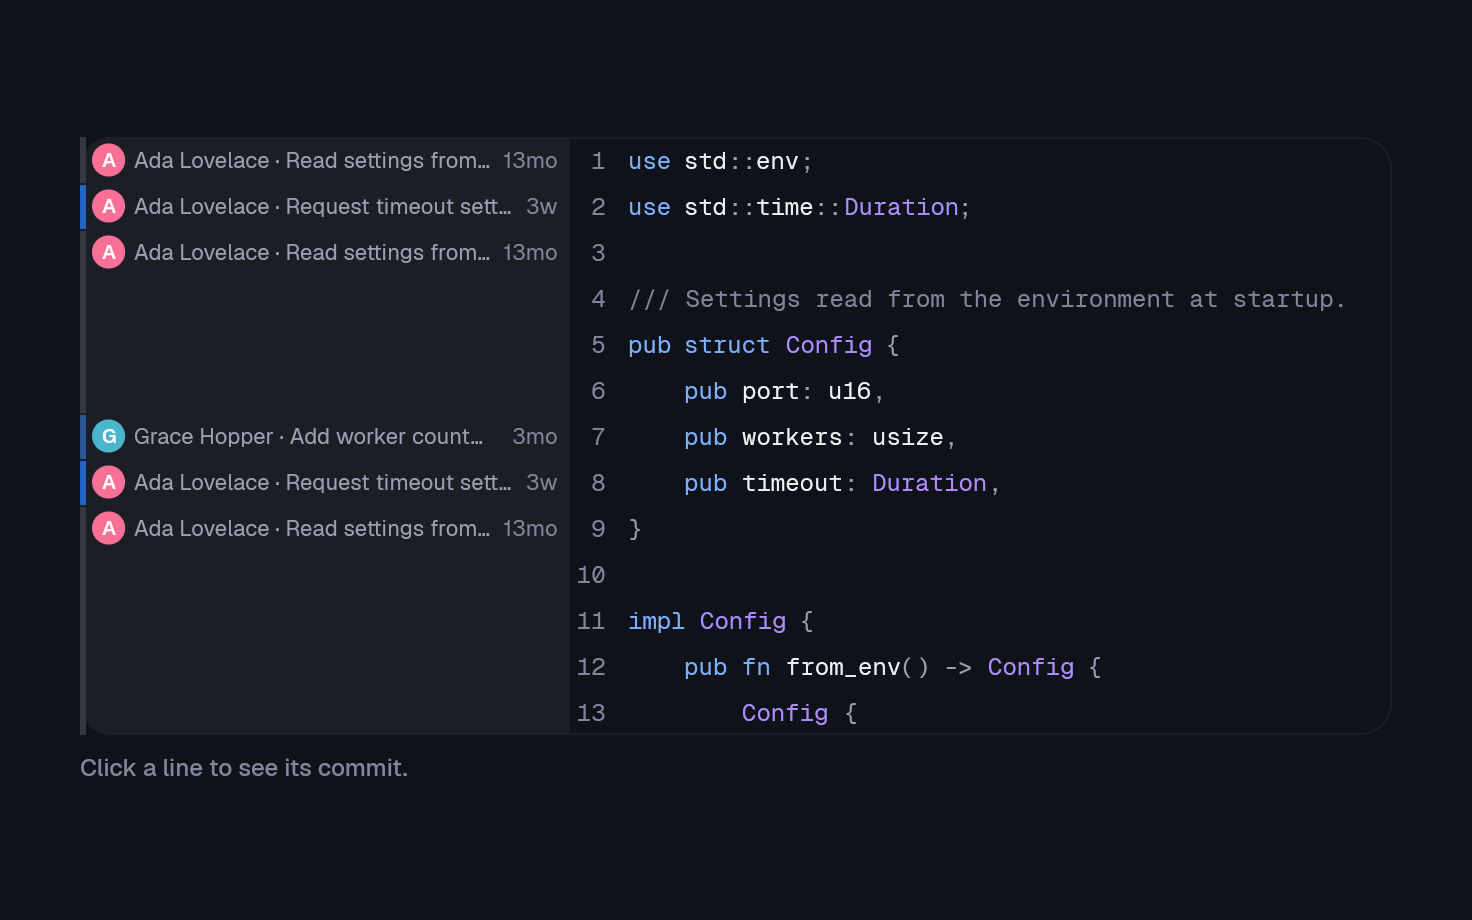 A Ada Lovelace · Read settings from… 13mo 1 use std::env;
A Ada Lovelace · Request timeout sett… 3w 2 use std::time::Duration;
A Ada Lovelace · Read settings from… 13mo 3
4 /// Settings read from the environment at startup.
5 pub struct Config {
6     pub port: u16,
G Grace Hopper · Add worker count… 3mo 7     pub workers: usize,
A Ada Lovelace · Request timeout sett… 3w 8     pub timeout: Duration,
A Ada Lovelace · Read settings from… 13mo 9 }
10
11 impl Config {
12     pub fn from_env() -> Config {
13         Config {
Click a line to see its commit.